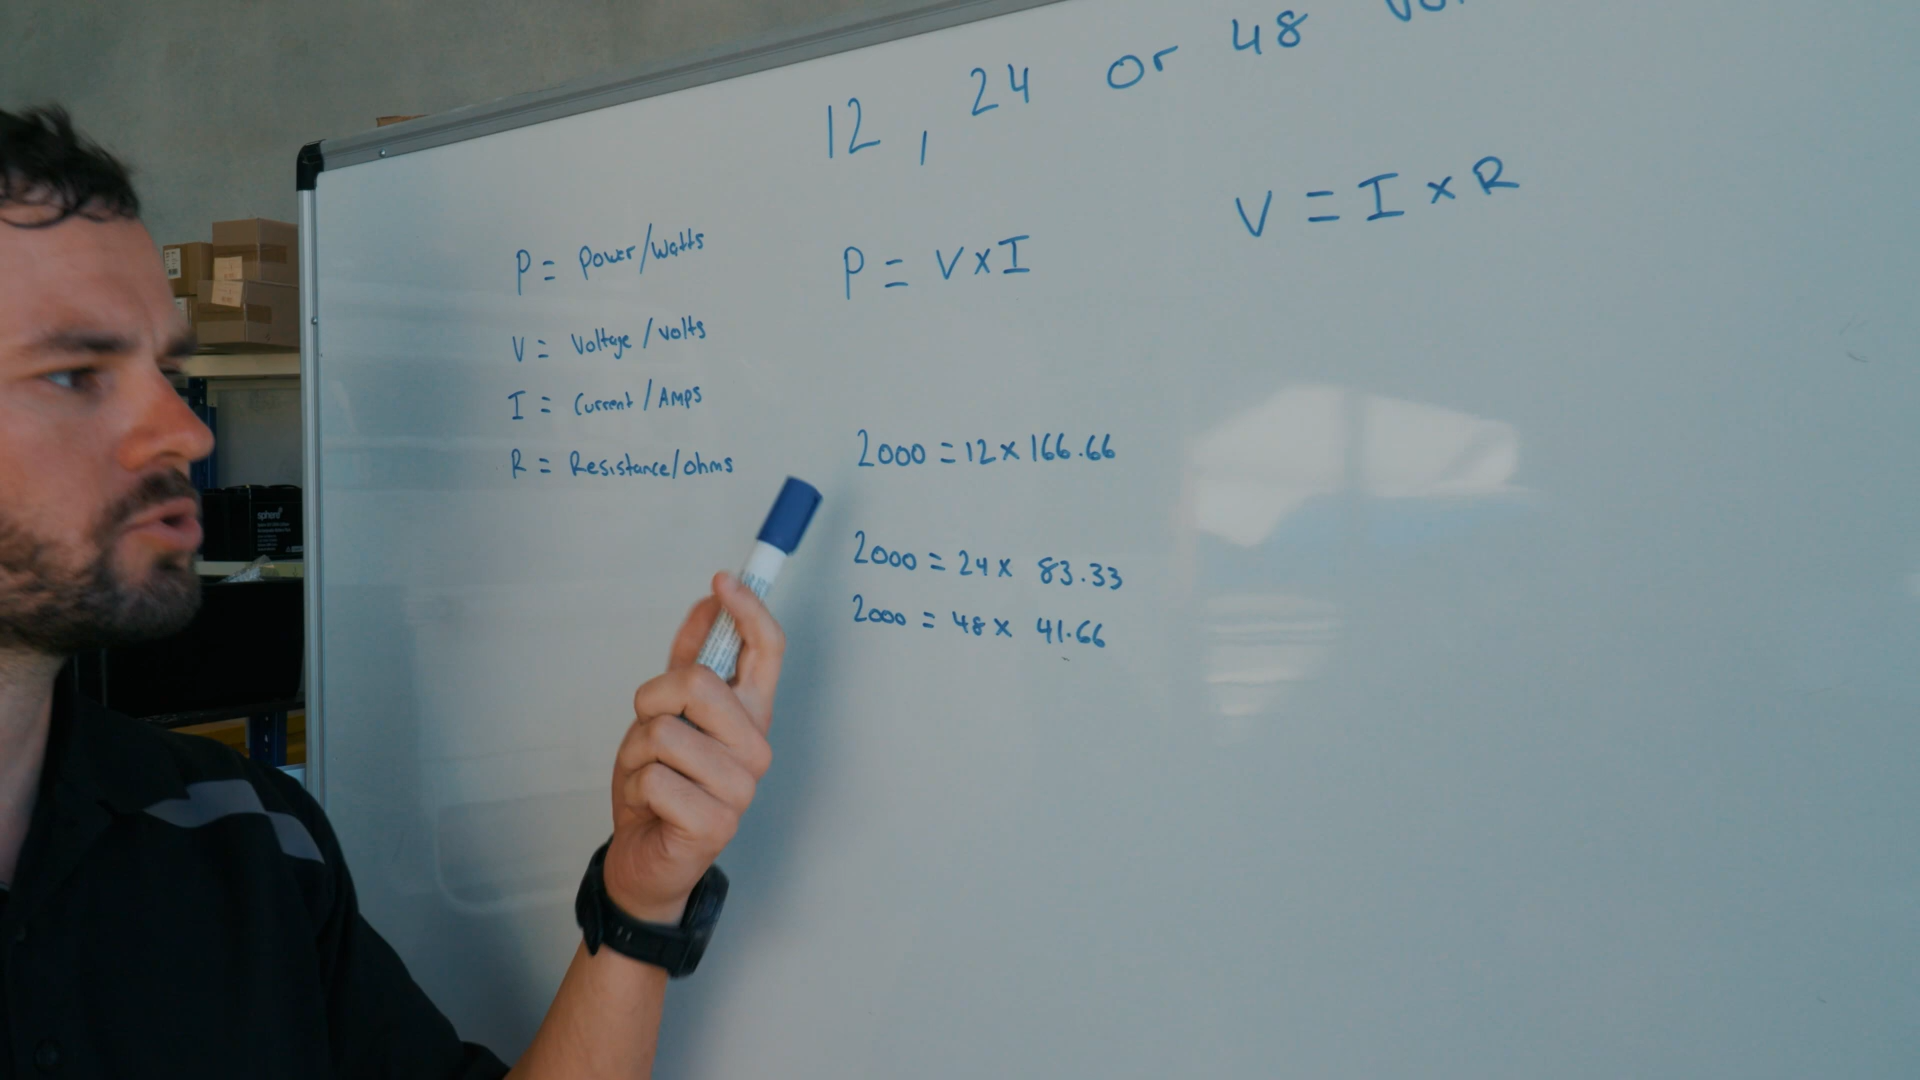 12, 24 or 48
P = Power/Watts
V = Voltage/volts
I = Current/Amps
R = Resistance/ohms
P = V x I
V = I x R
2000 = 12 x 166.66
2000 = 24 x 83.33
2000 = 48 x 41.66
sphere